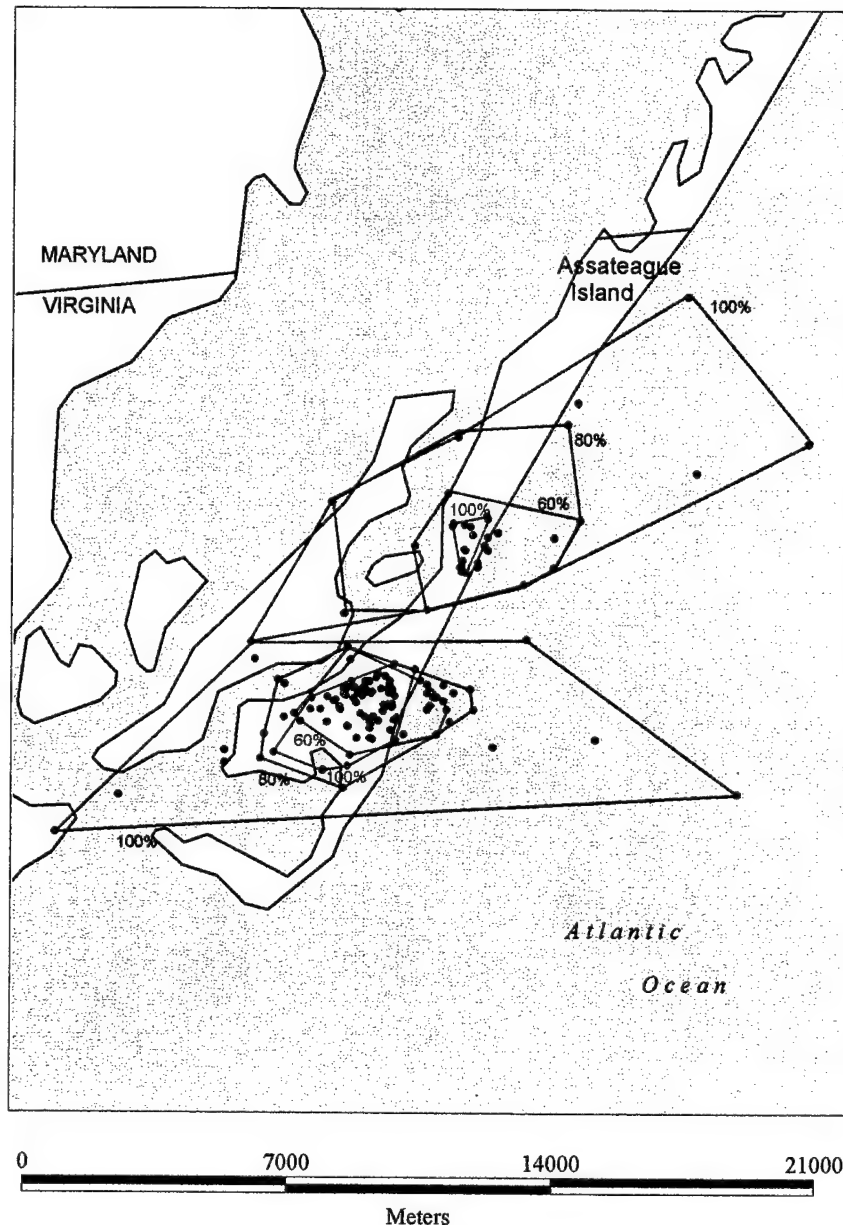 MARYLAND
VIRGINIA
Assateague
Island
100%
80%
100%
60%
60%
80%
100%
100%
Atlantic
Ocean
0 7000 14000 21000
Meters